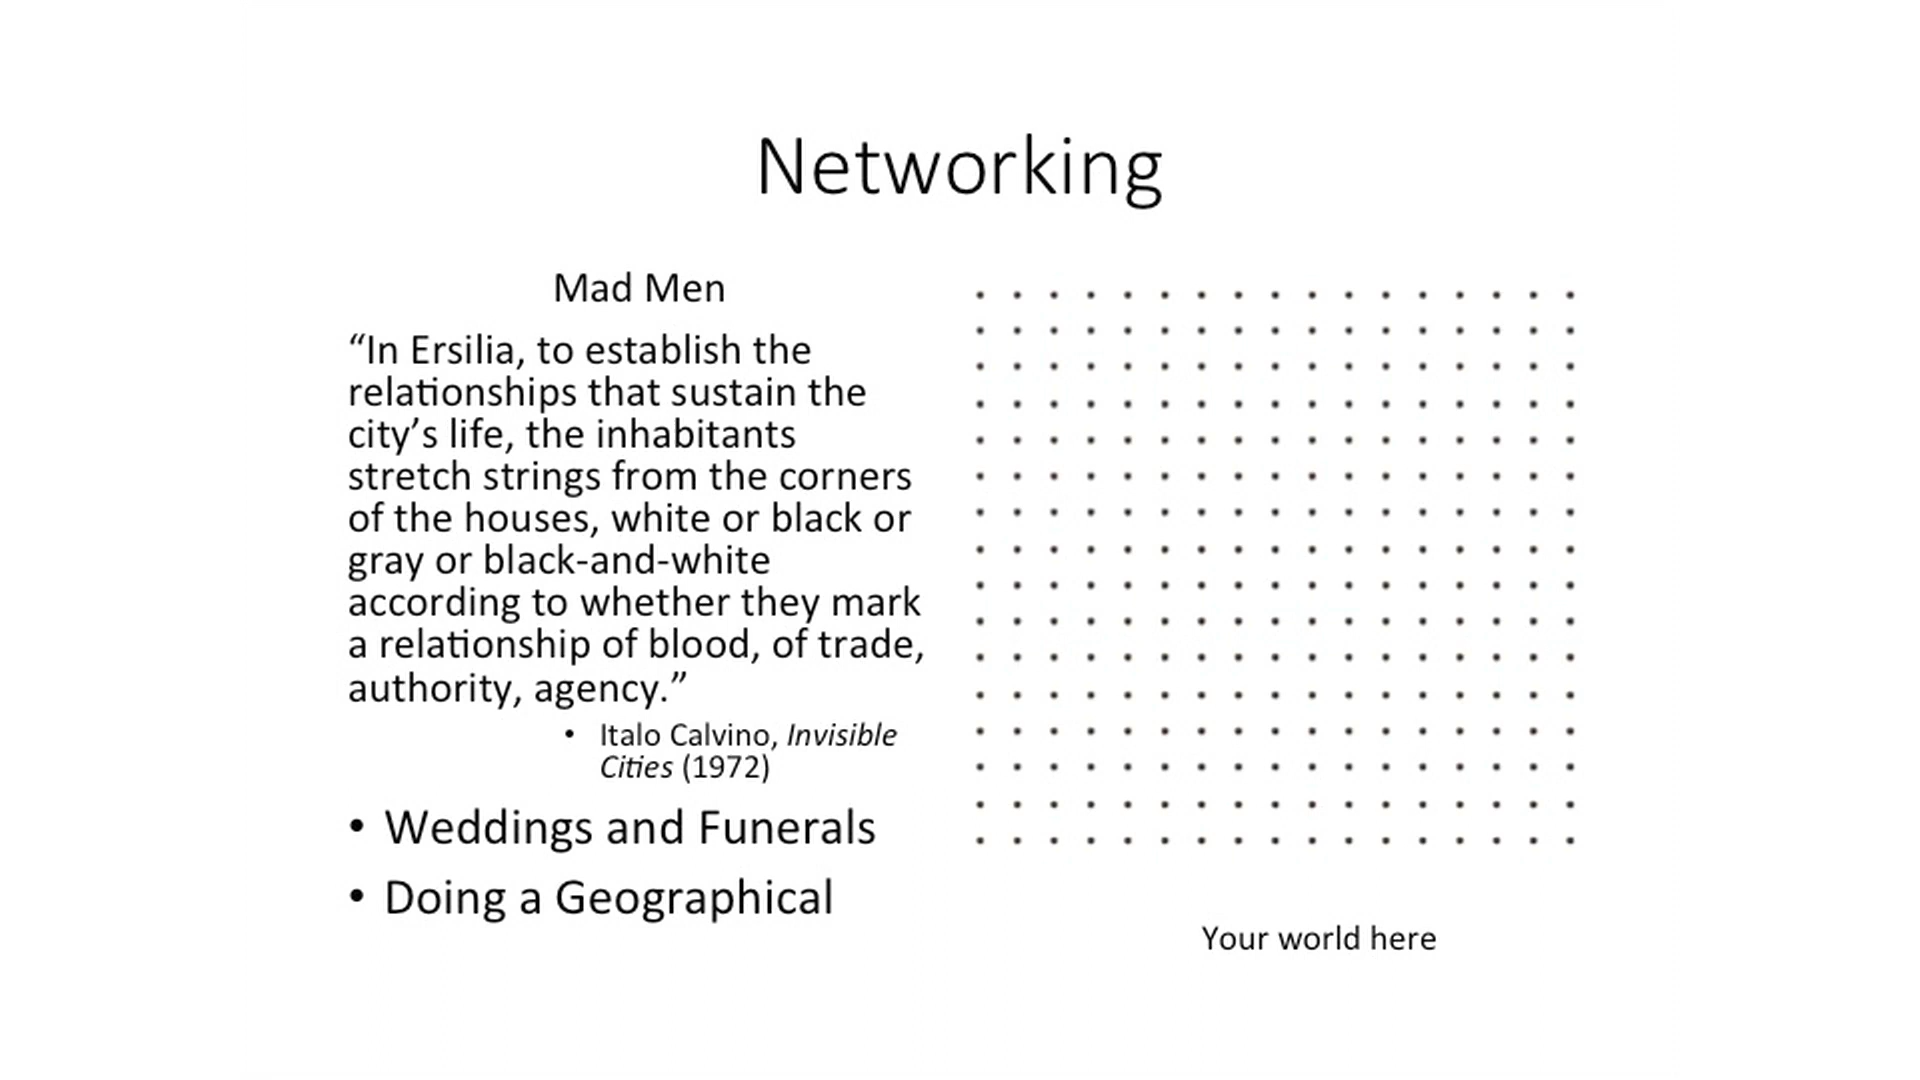 Networking
Mad Men
“In Ersilia, to establish the
relationships that sustain the
city’s life, the inhabitants
stretch strings from the corners
of the houses, white or black or
gray or black-and-white
according to whether they mark
a relationship of blood, of trade,
authority, agency.”
• Italo Calvino, Invisible
Cities (1972)
• Weddings and Funerals
• Doing a Geographical
Your world here